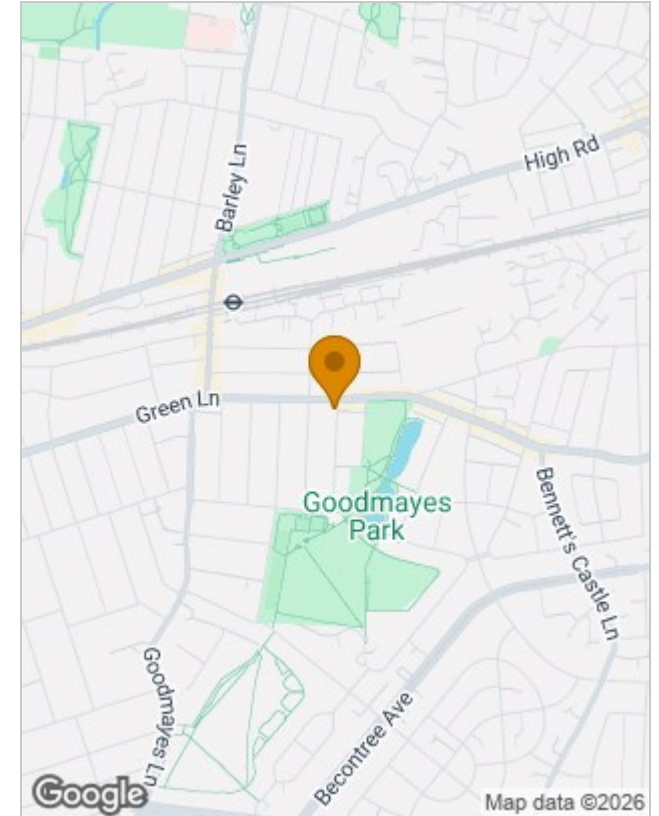 High Rd
Barley Ln
Green Ln
Goodmayes
Park
Bennett's Castle Ln
Goodmayes Ln
Becontree Ave
Google
Map data ©2026